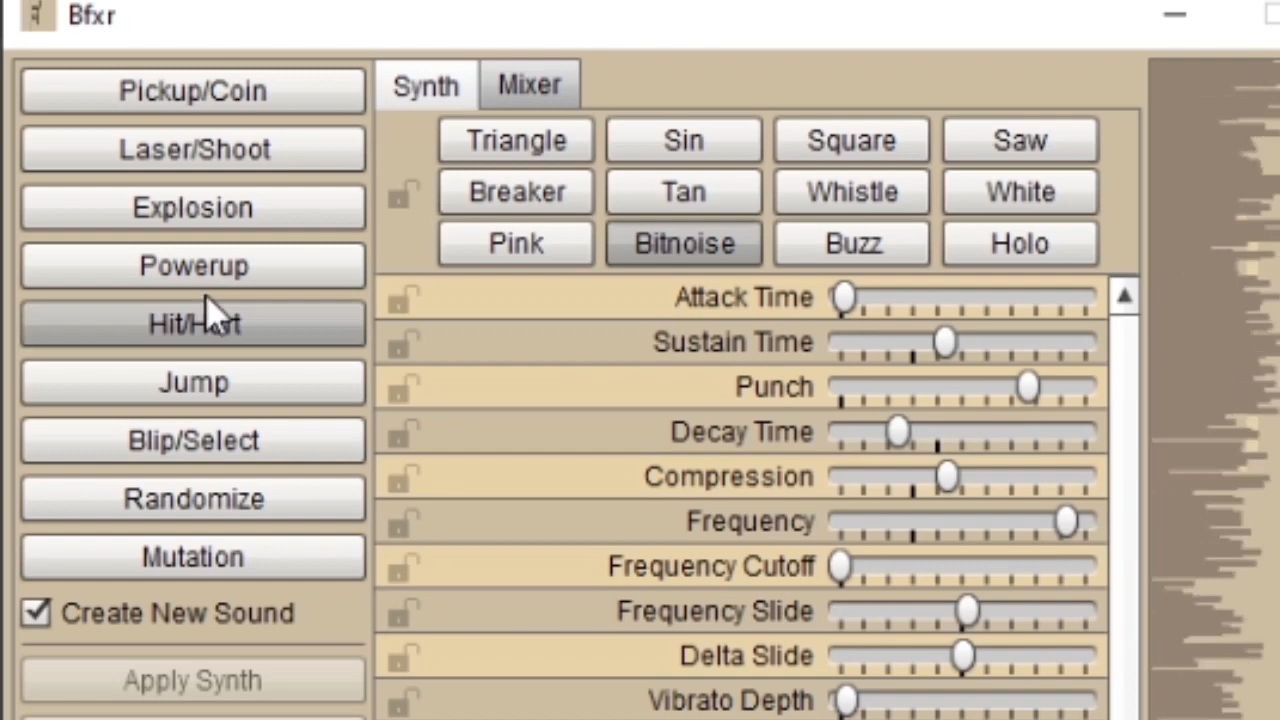 Bfxr
Pickup/Coin
Laser/Shoot
Explosion
Powerup
Hit/Hurt
Jump
Blip/Select
Randomize
Mutation
Create New Sound
Apply Synth
Synth Mixer
Triangle Sin Square Saw
Breaker Tan Whistle White
Pink Bitnoise Buzz Holo
Attack Time
Sustain Time
Punch
Decay Time
Compression
Frequency
Frequency Cutoff
Frequency Slide
Delta Slide
Vibrato Depth